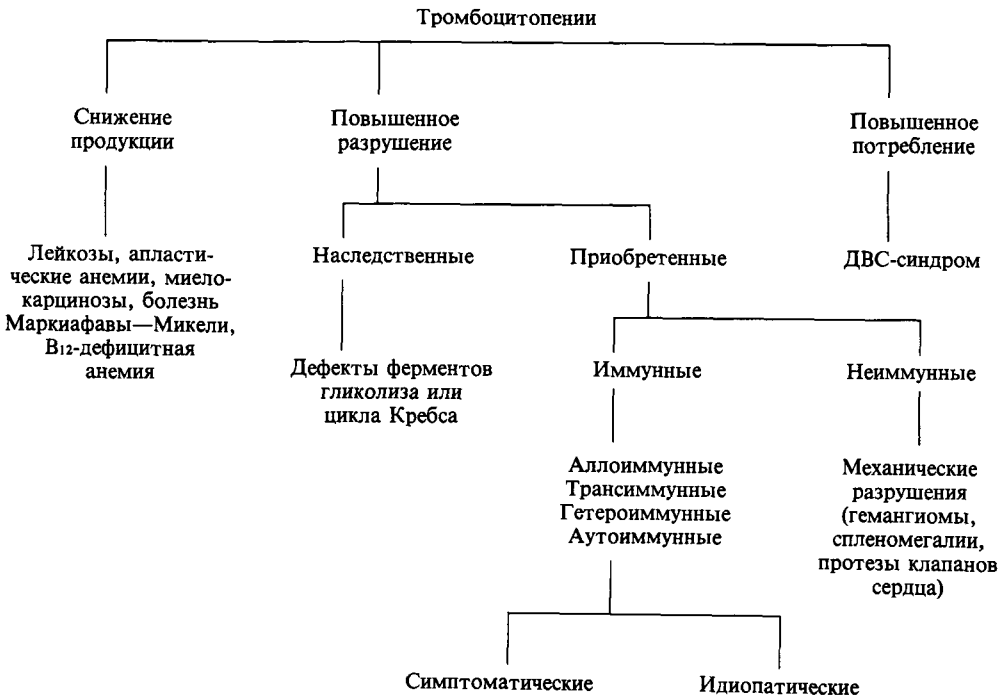 Тромбоцитопении
Снижение
продукции
Повышенное
разрушение
Повышенное
потребление
Лейкозы, апласти-
ческие анемии, миело-
карцинозы, болезнь
Маркиафавы—Микели,
B12-дефицитная
анемия
Наследственные
Приобретенные
ДВС-синдром
Дефекты ферментов
гликолиза или
цикла Кребса
Иммунные
Неиммунные
Аллоиммунные
Трансиммунные
Гетероиммунные
Аутоиммунные
Механические
разрушения
(гемангиомы,
спленомегалии,
протезы клапанов
сердца)
Симптоматические
Идиопатические